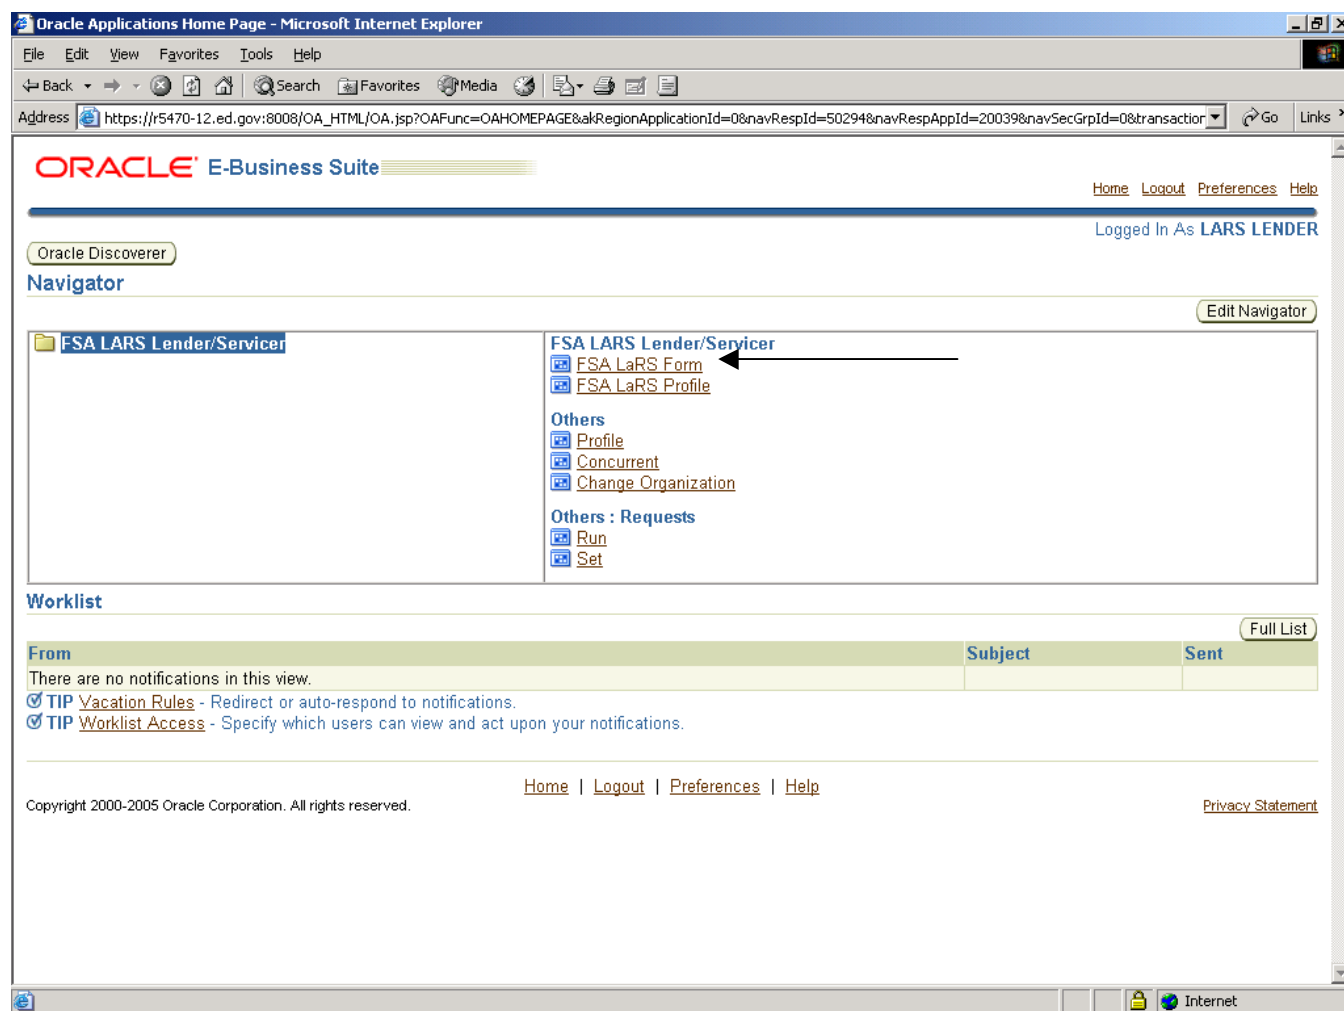 Oracle Applications Home Page - Microsoft Internet Explorer
File Edit View Favorites Tools Help
Back Search Favorites Media
Address https://r5470-12.ed.gov:8008/OA_HTML/OA.jsp?OAFunc=OAHOMEPAGE&akRegionApplicationId=0&navRespId=50294&navRespAppId=20039&navSecGrpId=0&transaction Go Links »
ORACLE E-Business Suite
Home Logout Preferences Help
Logged In As LARS LENDER
Oracle Discoverer
Navigator
Edit Navigator
FSA LARS Lender/Servicer
FSA LARS Lender/Servicer
FSA LaRS Form
FSA LaRS Profile
Others
Profile
Concurrent
Change Organization
Others : Requests
Run
Set
Worklist
Full List
From Subject Sent
There are no notifications in this view.
TIP Vacation Rules - Redirect or auto-respond to notifications.
TIP Worklist Access - Specify which users can view and act upon your notifications.
Home | Logout | Preferences | Help
Copyright 2000-2005 Oracle Corporation. All rights reserved.
Privacy Statement
Internet